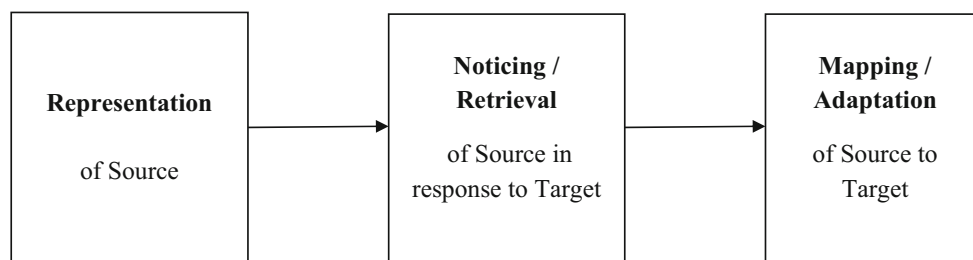 Representation
of Source
Noticing /
Retrieval
of Source in
response to Target
Mapping /
Adaptation
of Source to
Target